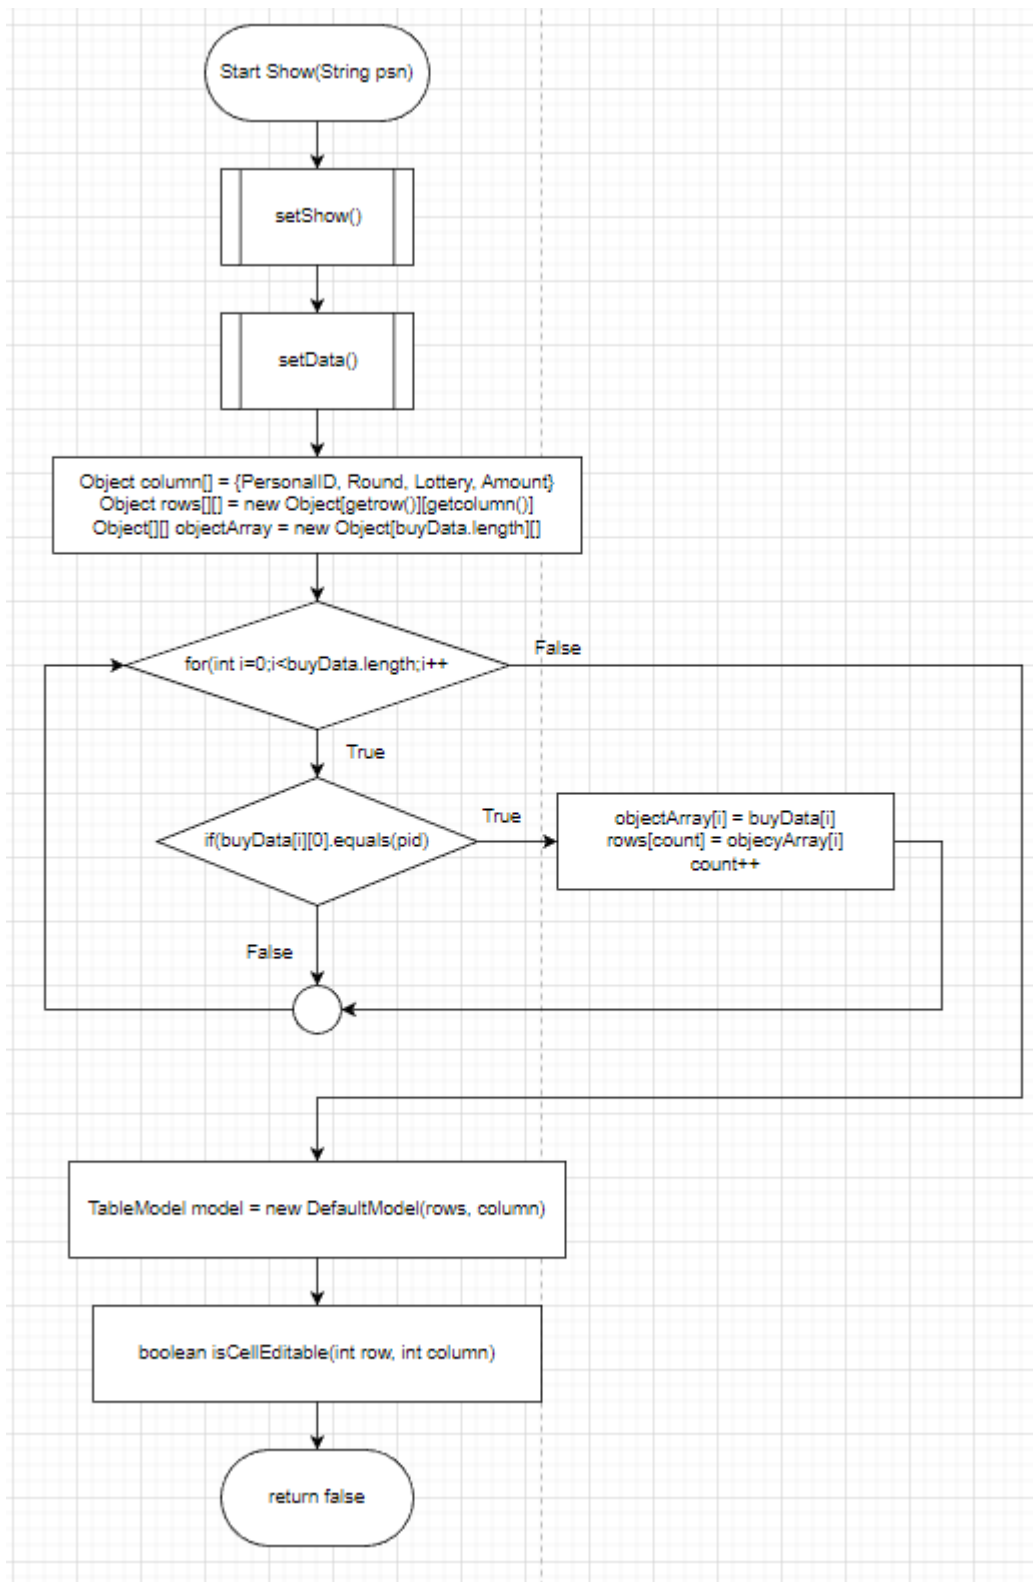 Start Show(String psn)
setShow()
setData()
Object column[] = {PersonalID, Round, Lottery, Amount}
Object rows[][] = new Object[getrow()][getcolumn()]
Object[][] objectArray = new Object[buyData.length][]
for(int i=0;i<buyData.length;i++
False
True
if(buyData[i][0].equals(pid)
True
objectArray[i] = buyData[i]
rows[count] = objecyArray[i]
count++
False
TableModel model = new DefaultModel(rows, column)
boolean isCellEditable(int row, int column)
return false